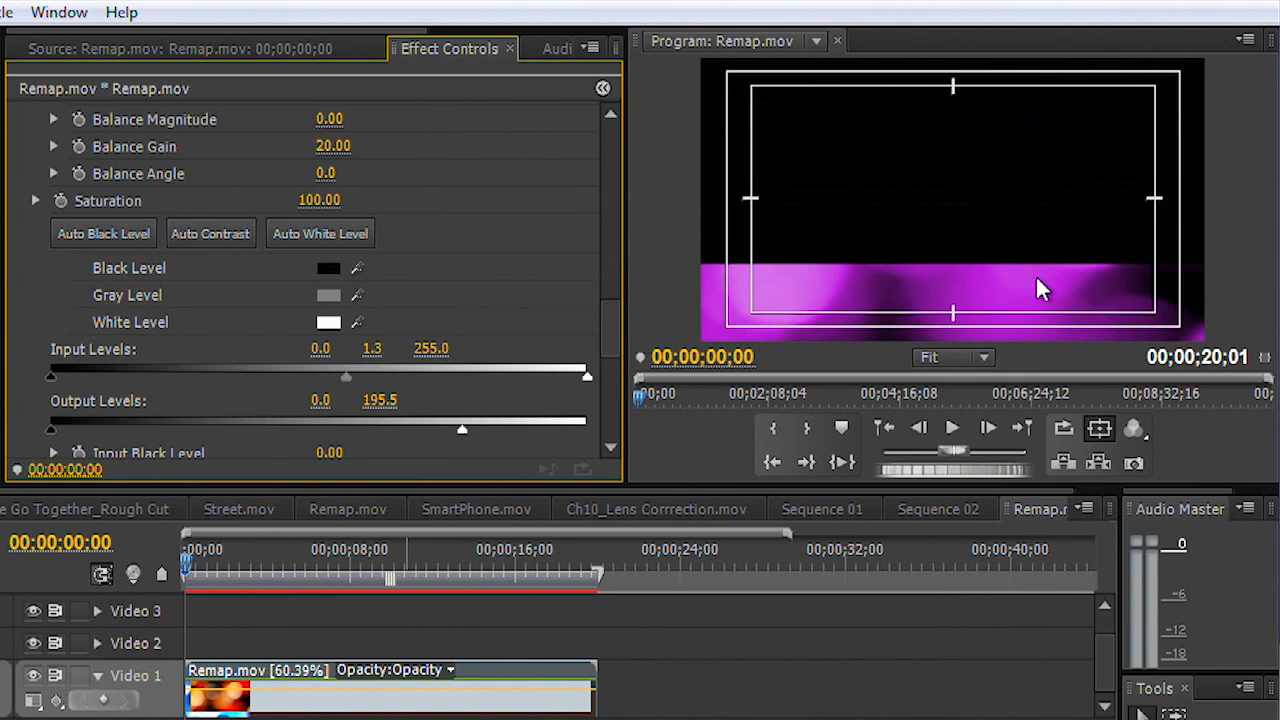 tle Window Help
Source: Remap.mov: Remap.mov: 00;00;00;00 Effect Controls × Audi
Program: Remap.mov ×
Remap.mov * Remap.mov
Balance Magnitude 0.00
Balance Gain 20.00
Balance Angle 0.0
Saturation 100.00
Auto Black Level Auto Contrast Auto White Level
Black Level
Gray Level
White Level
Input Levels: 0.0 1.3 255.0
Output Levels: 0.0 195.5
Input Black Level 0.00
00;00;00;00
00;00;00;00 Fit 00;00;20;01
;00;00 00;02;08;04 00;04;16;08 00;06;24;12 00;08;32;16 00;
e Go Together_Rough Cut Street.mov Remap.mov SmartPhone.mov Ch10_Lens Corrrection.mov Sequence 01 Sequence 02 Remap.r
Audio Master
00;00;00;00
;00;00 00;00;08;00 00;00;16;00 00;00;24;00 00;00;32;00 00;00;40;00
0
-6
-12
-18
Video 3
Video 2
Video 1
Remap.mov [60.39%] Opacity:Opacity
Tools ×